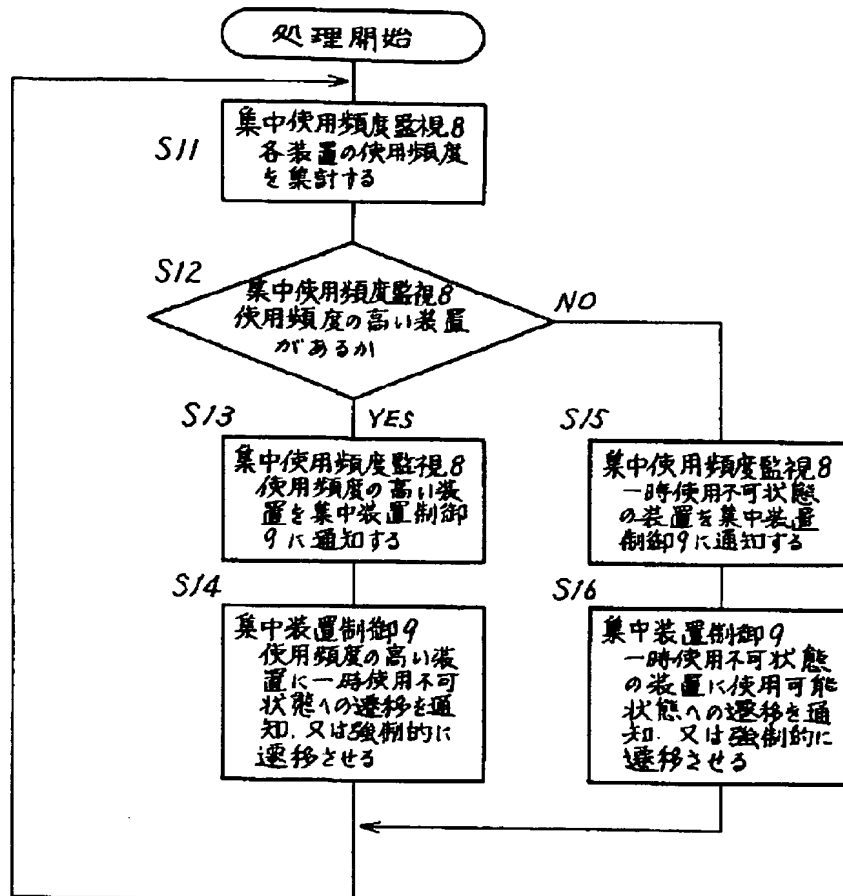 処理開始
S11
集中使用頻度監視8
各装置の使用頻度
を集計する
S12
集中使用頻度監視8
使用頻度の高い装置
があるか
NO
YES
S13
集中使用頻度監視8
使用頻度の高い装
置を集中装置制御
9に通知する
S14
集中装置制御9
使用頻度の高い装
置に一時使用不可
状態への遷移を通
知、又は強制的に
遷移させる
S15
集中使用頻度監視8
一時使用不可状態
の装置を集中装置
制御9に通知する
S16
集中装置制御9
一時使用不可状態
の装置に使用可能
状態への遷移を通
知、又は強制的に
遷移させる